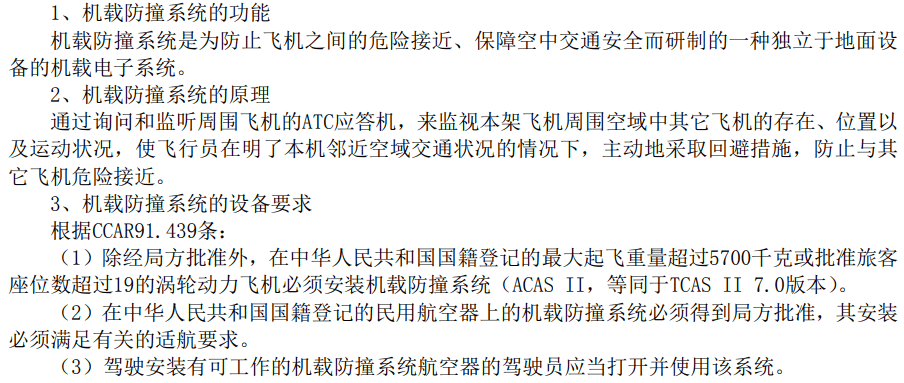 1、机载防撞系统的功能
机载防撞系统是为防止飞机之间的危险接近、保障空中交通安全而研制的一种独立于地面设
备的机载电子系统。
2、机载防撞系统的原理
通过询问和监听周围飞机的ATC应答机，来监视本架飞机周围空域中其它飞机的存在、位置以
及运动状况，使飞行员在明了本机邻近空域交通状况的情况下，主动地采取回避措施，防止与其
它飞机危险接近。
3、机载防撞系统的设备要求
根据CCAR91.439条：
（1）除经局方批准外，在中华人民共和国国籍登记的最大起飞重量超过5700千克或批准旅客
座位数超过19的涡轮动力飞机必须安装机载防撞系统（ACAS II，等同于TCAS II 7.0版本）。
（2）在中华人民共和国国籍登记的民用航空器上的机载防撞系统必须得到局方批准，其安装
必须满足有关的适航要求。
（3）驾驶安装有可工作的机载防撞系统航空器的驾驶员应当打开并使用该系统。